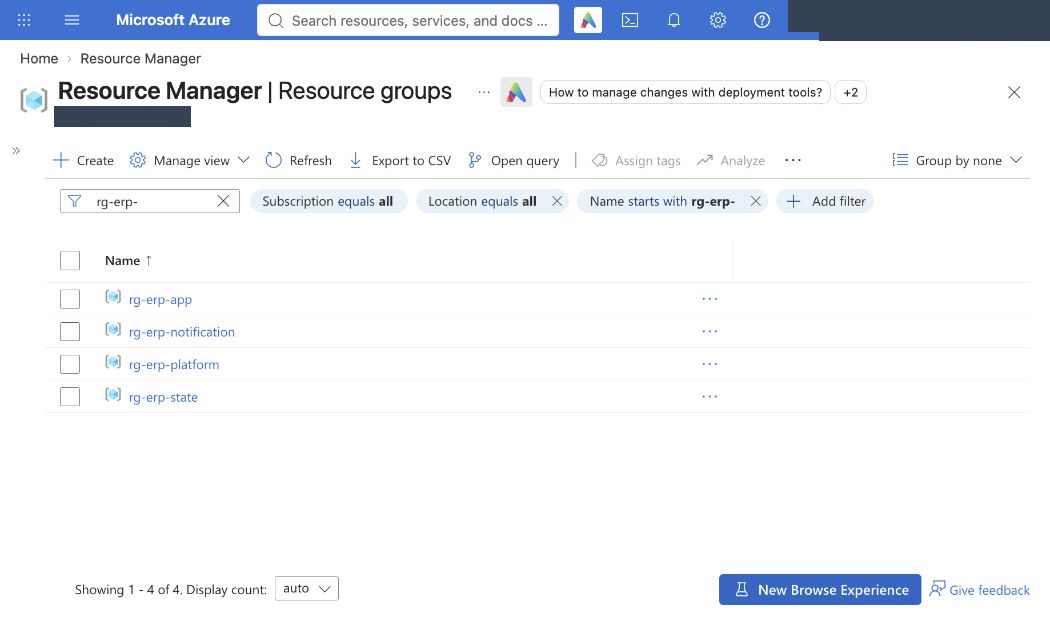 Microsoft Azure Search resources, services, and docs ...
Home > Resource Manager
Resource Manager | Resource groups ... How to manage changes with deployment tools? +2
Create Manage view Refresh Export to CSV Open query | Assign tags Analyze ... Group by none
rg-erp- Subscription equals all Location equals all Name starts with rg-erp- Add filter
Name ↑
rg-erp-app ...
rg-erp-notification ...
rg-erp-platform ...
rg-erp-state ...
Showing 1 - 4 of 4. Display count: auto New Browse Experience Give feedback